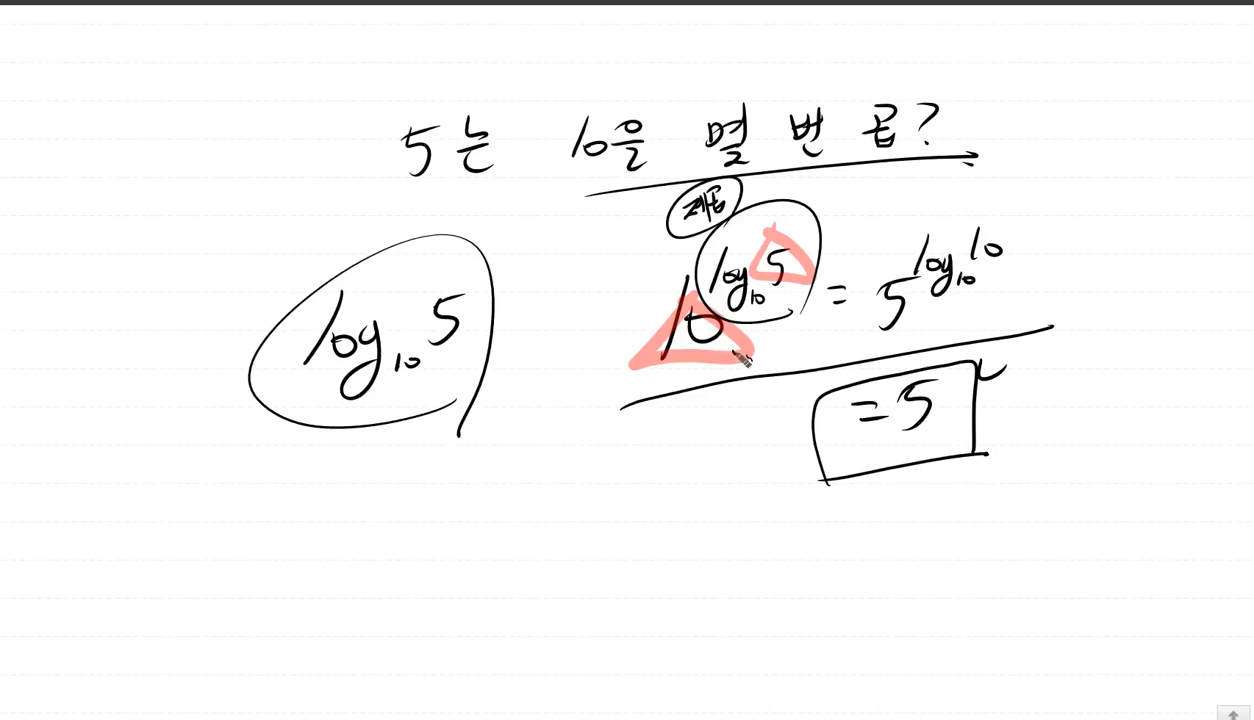 5는 10을 몇 번 곱?
제곱
log₁₀5
10^{log₁₀5} = 5^{log₁₀10}
= 5